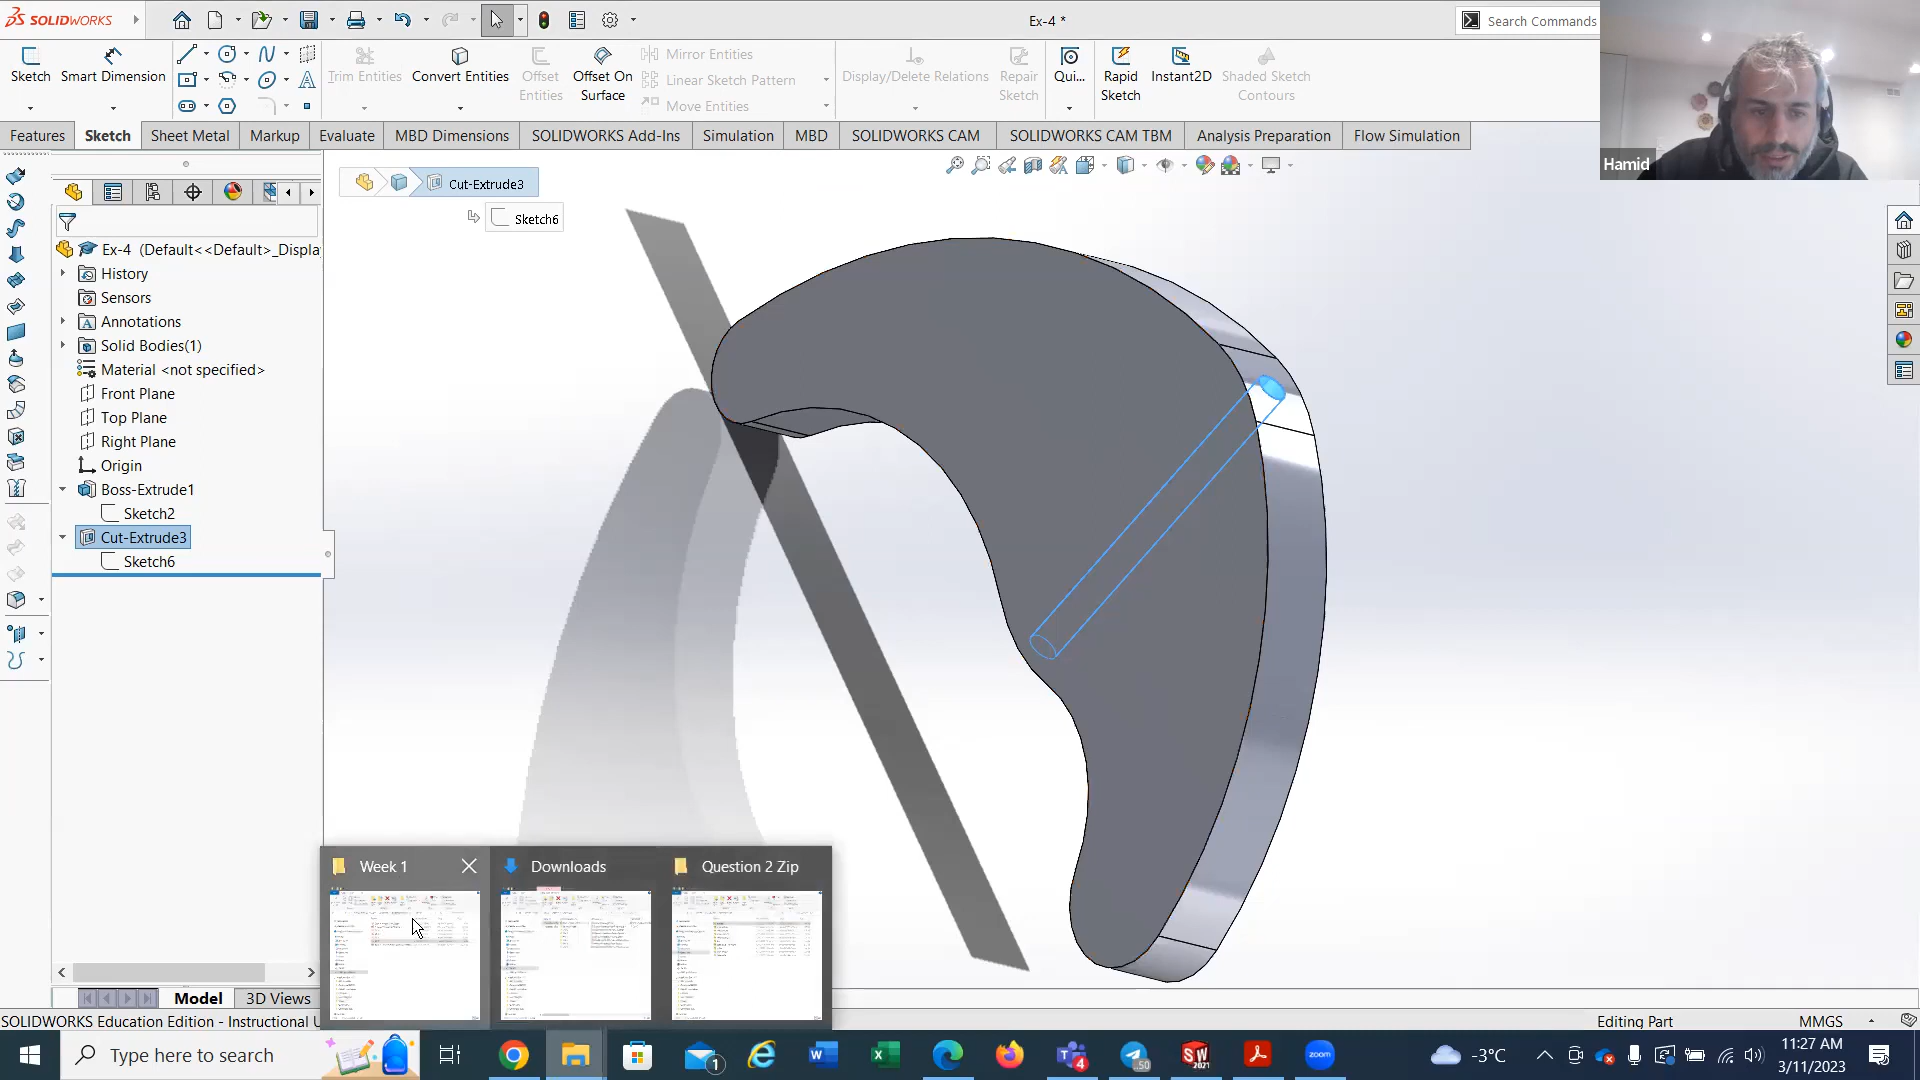 SOLIDWORKS
Ex-4 *
Search Commands
Sketch
Smart Dimension
Trim Entities
Convert Entities
Offset Entities
Offset On Surface
Mirror Entities
Linear Sketch Pattern
Move Entities
Display/Delete Relations
Repair Sketch
Qui...
Rapid Sketch
Instant2D
Shaded Sketch Contours
Hamid
Features
Sketch
Sheet Metal
Markup
Evaluate
MBD Dimensions
SOLIDWORKS Add-Ins
Simulation
MBD
SOLIDWORKS CAM
SOLIDWORKS CAM TBM
Analysis Preparation
Flow Simulation
Cut-Extrude3
Sketch6
Ex-4 (Default<<Default>_Displa
History
Sensors
Annotations
Solid Bodies(1)
Material <not specified>
Front Plane
Top Plane
Right Plane
Origin
Boss-Extrude1
Sketch2
Cut-Extrude3
Sketch6
Week 1
Downloads
Question 2 Zip
Model
3D Views
SOLIDWORKS Education Edition - Instructional U
Editing Part
MMGS
Type here to search
1
4
50
SW
2021
zoom
-3°C
11:27 AM
3/11/2023